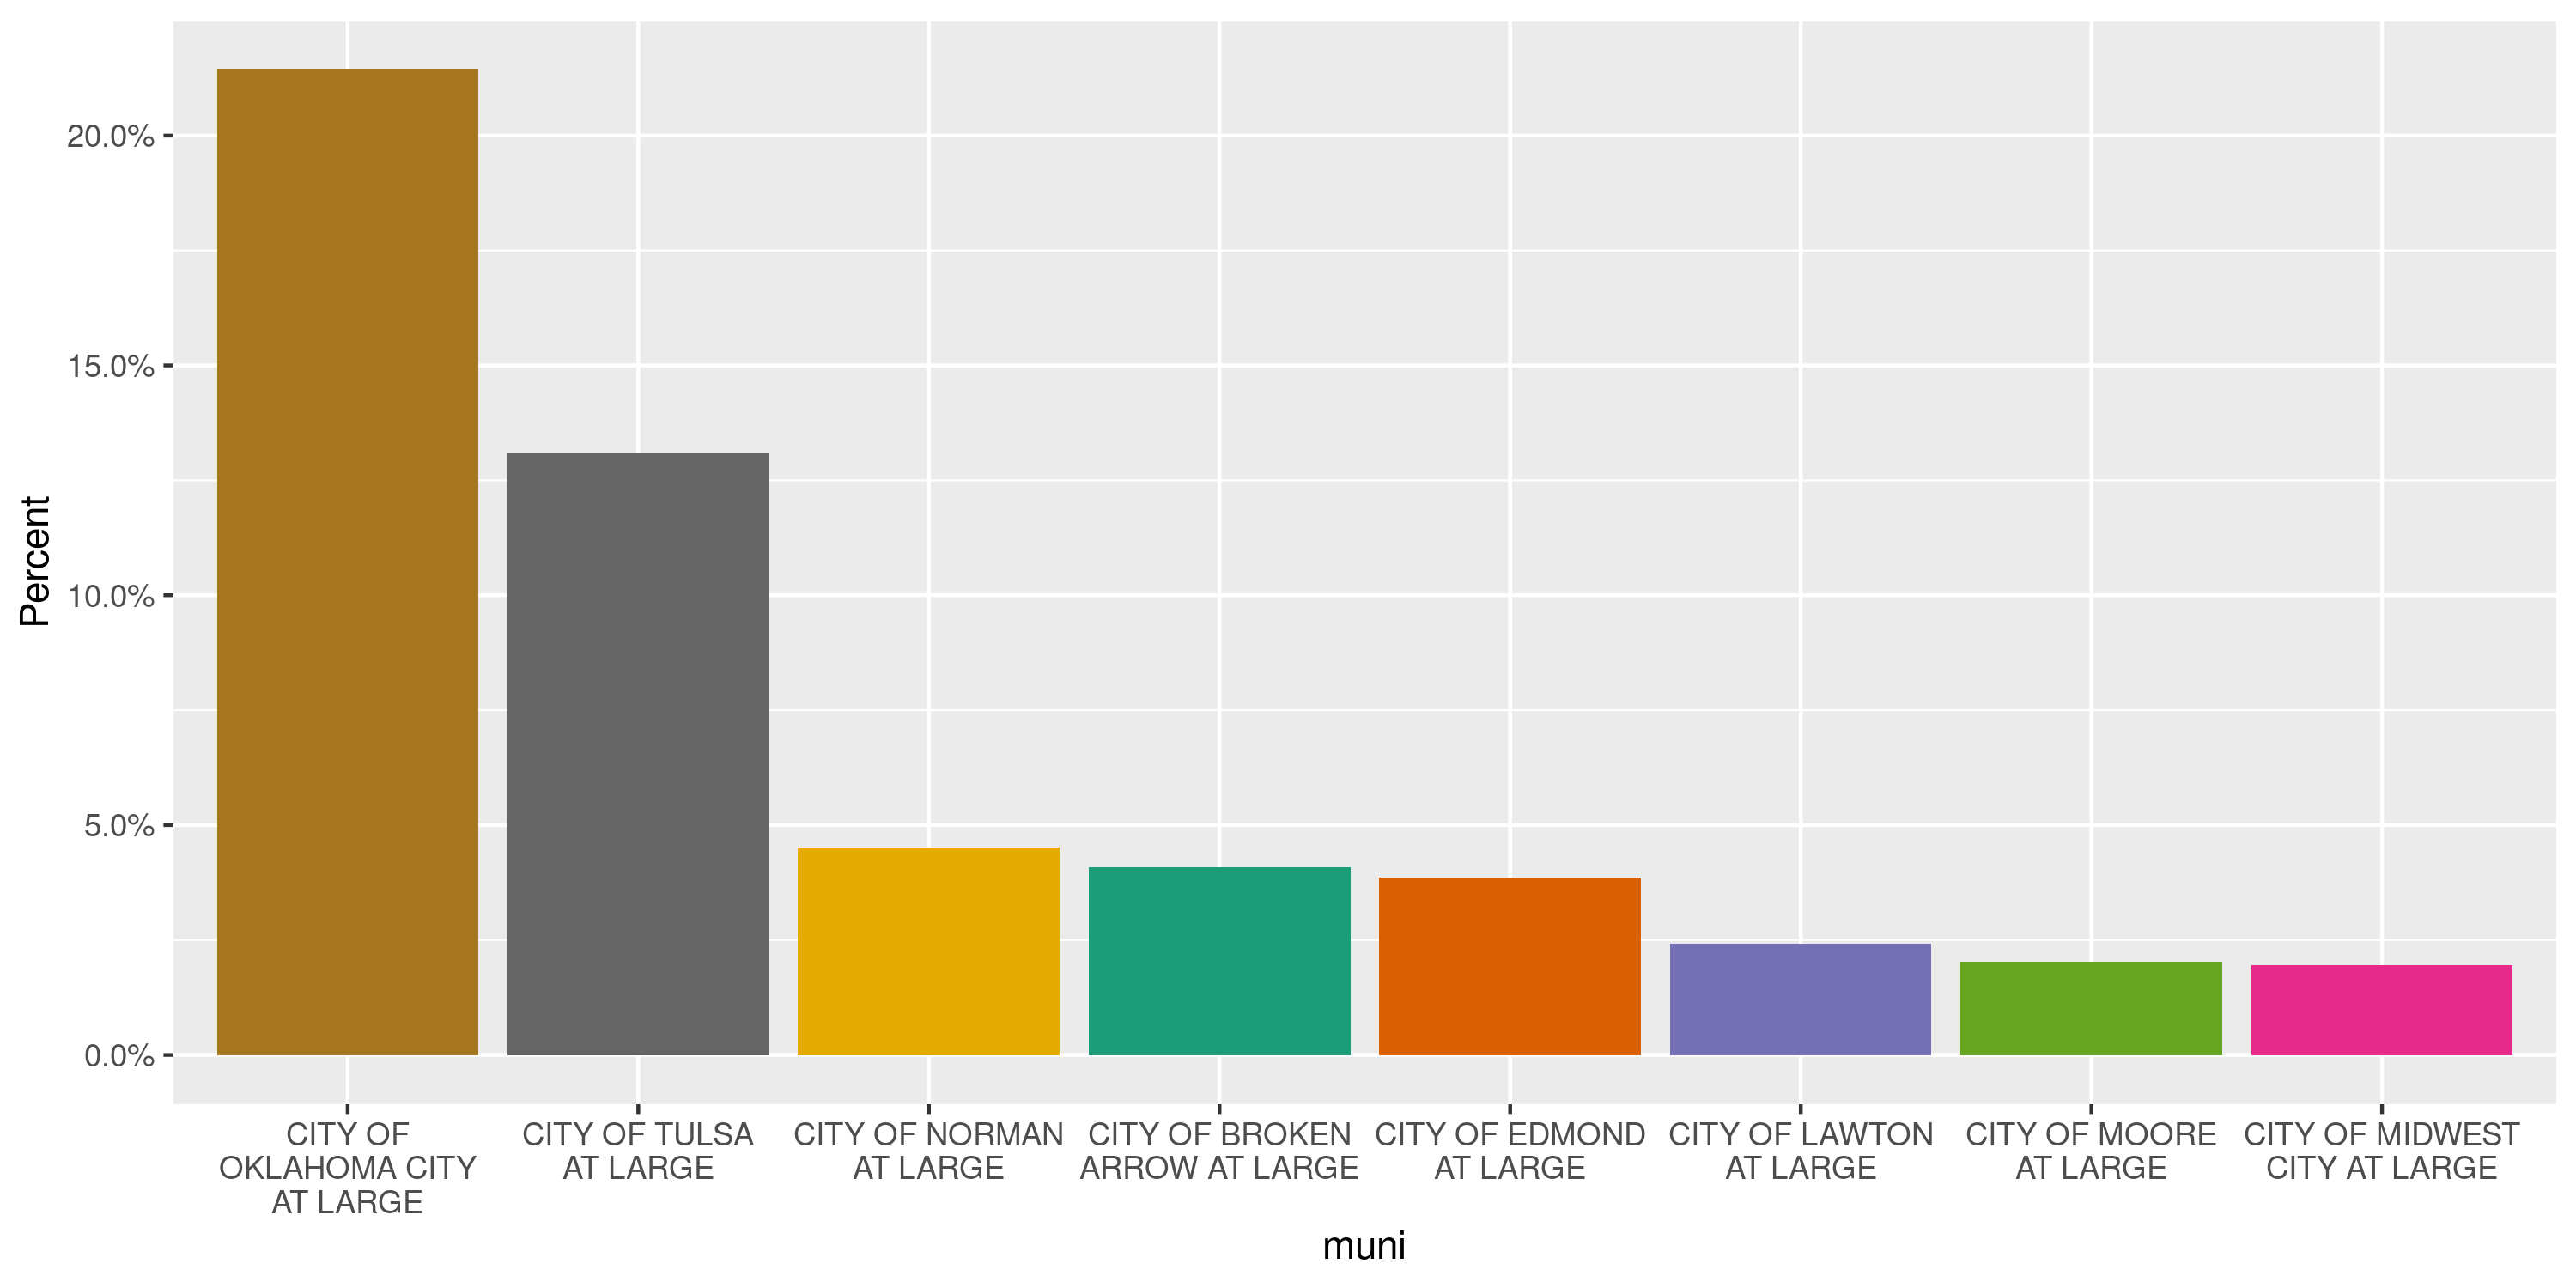 20.0%
15.0%
10.0%
5.0%
0.0%
Percent
CITY OF
OKLAHOMA CITY
AT LARGE
CITY OF TULSA
AT LARGE
CITY OF NORMAN
AT LARGE
CITY OF BROKEN
ARROW AT LARGE
CITY OF EDMOND
AT LARGE
CITY OF LAWTON
AT LARGE
CITY OF MOORE
AT LARGE
CITY OF MIDWEST
CITY AT LARGE
muni